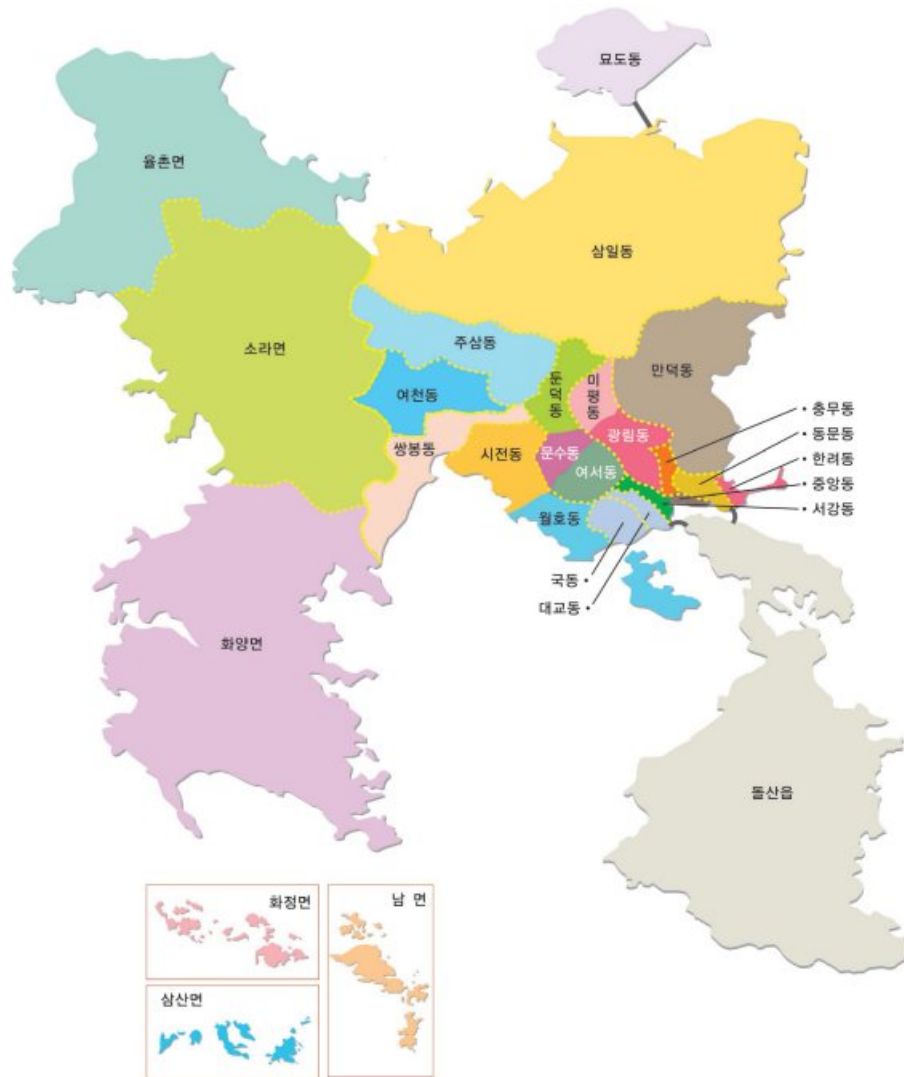 묘도동
율촌면
삼일동
소라면
주삼동
둔덕동
미평동
만덕동
여천동
충무동
쌍봉동
시전동
문수동
광림동
동문동
여서동
한려동
중앙동
월호동
서강동
국동
대교동
화양면
돌산읍
화정면
남 면
삼산면